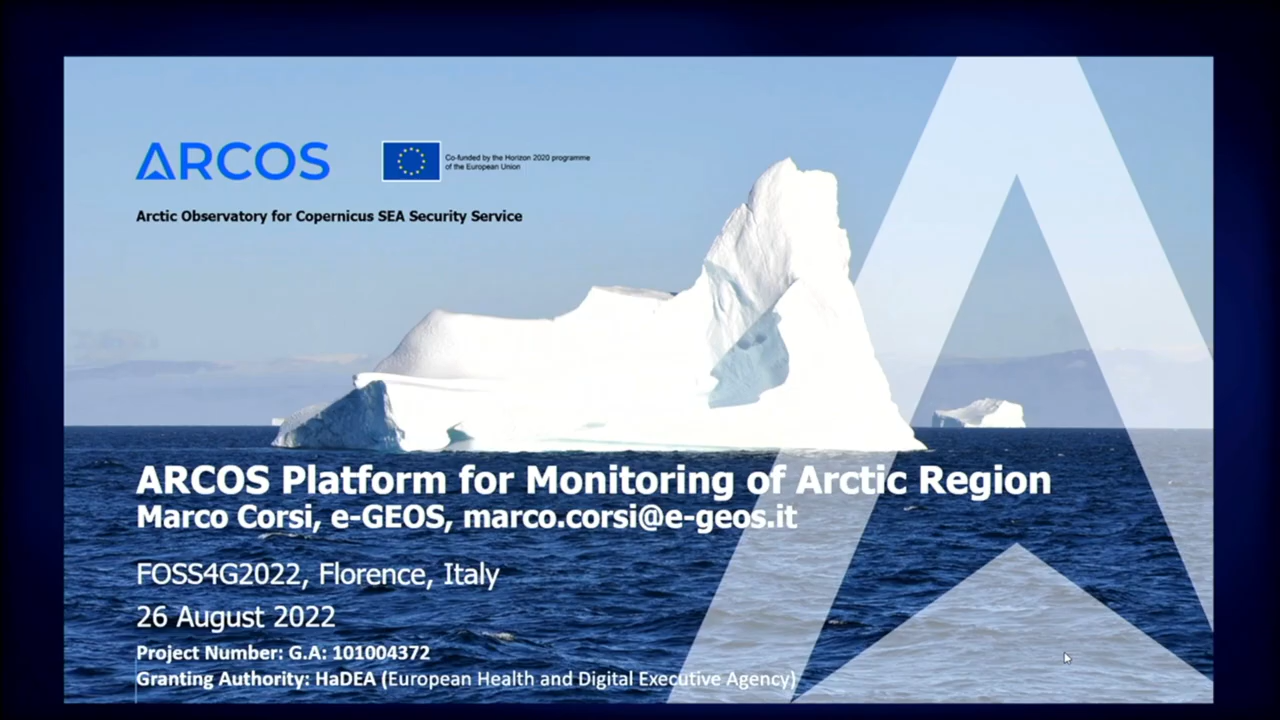 ARCOS
Co-funded by the Horizon 2020 programme
of the European Union
Arctic Observatory for Copernicus SEA Security Service
ARCOS Platform for Monitoring of Arctic Region
Marco Corsi, e-GEOS, marco.corsi@e-geos.it
FOSS4G2022, Florence, Italy
26 August 2022
Project Number: G.A: 101004372
Granting Authority: HaDEA (European Health and Digital Executive Agency)